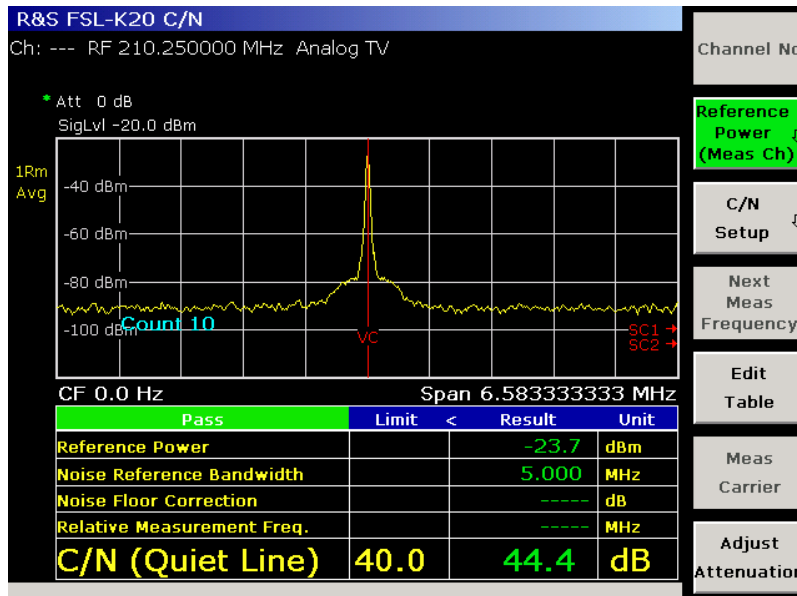 R&S FSL-K20 C/N
Ch: --- RF 210.250000 MHz Analog TV
* Att 0 dB
SigLvl -20.0 dBm
1Rm
Avg
-40 dBm
-60 dBm
-80 dBm
-100 dBm
Count 10
VC
SC1
SC2
CF 0.0 Hz Span 6.583333333 MHz
Pass Limit < Result Unit
Reference Power -23.7 dBm
Noise Reference Bandwidth 5.000 MHz
Noise Floor Correction ----- dB
Relative Measurement Freq. ----- MHz
C/N (Quiet Line) 40.0 44.4 dB
Channel No
Reference
Power
(Meas Ch)
C/N
Setup
Next
Meas
Frequency
Edit
Table
Meas
Carrier
Adjust
Attenuation